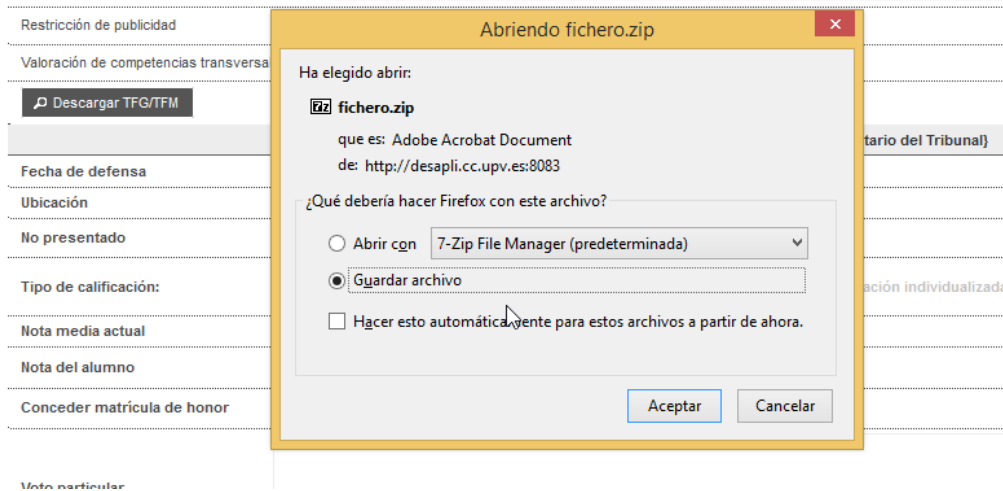 Restricción de publicidad
Valoración de competencias transversa
Descargar TFG/TFM
tario del Tribunal}
Fecha de defensa
Ubicación
No presentado
Tipo de calificación:
ación individualizada
Nota media actual
Nota del alumno
Conceder matrícula de honor
Voto particular
Abriendo fichero.zip
Ha elegido abrir:
7z fichero.zip
que es: Adobe Acrobat Document
de: http://desapli.cc.upv.es:8083
¿Qué debería hacer Firefox con este archivo?
Abrir con 7-Zip File Manager (predeterminada)
Guardar archivo
Hacer esto automáticamente para estos archivos a partir de ahora.
Aceptar Cancelar